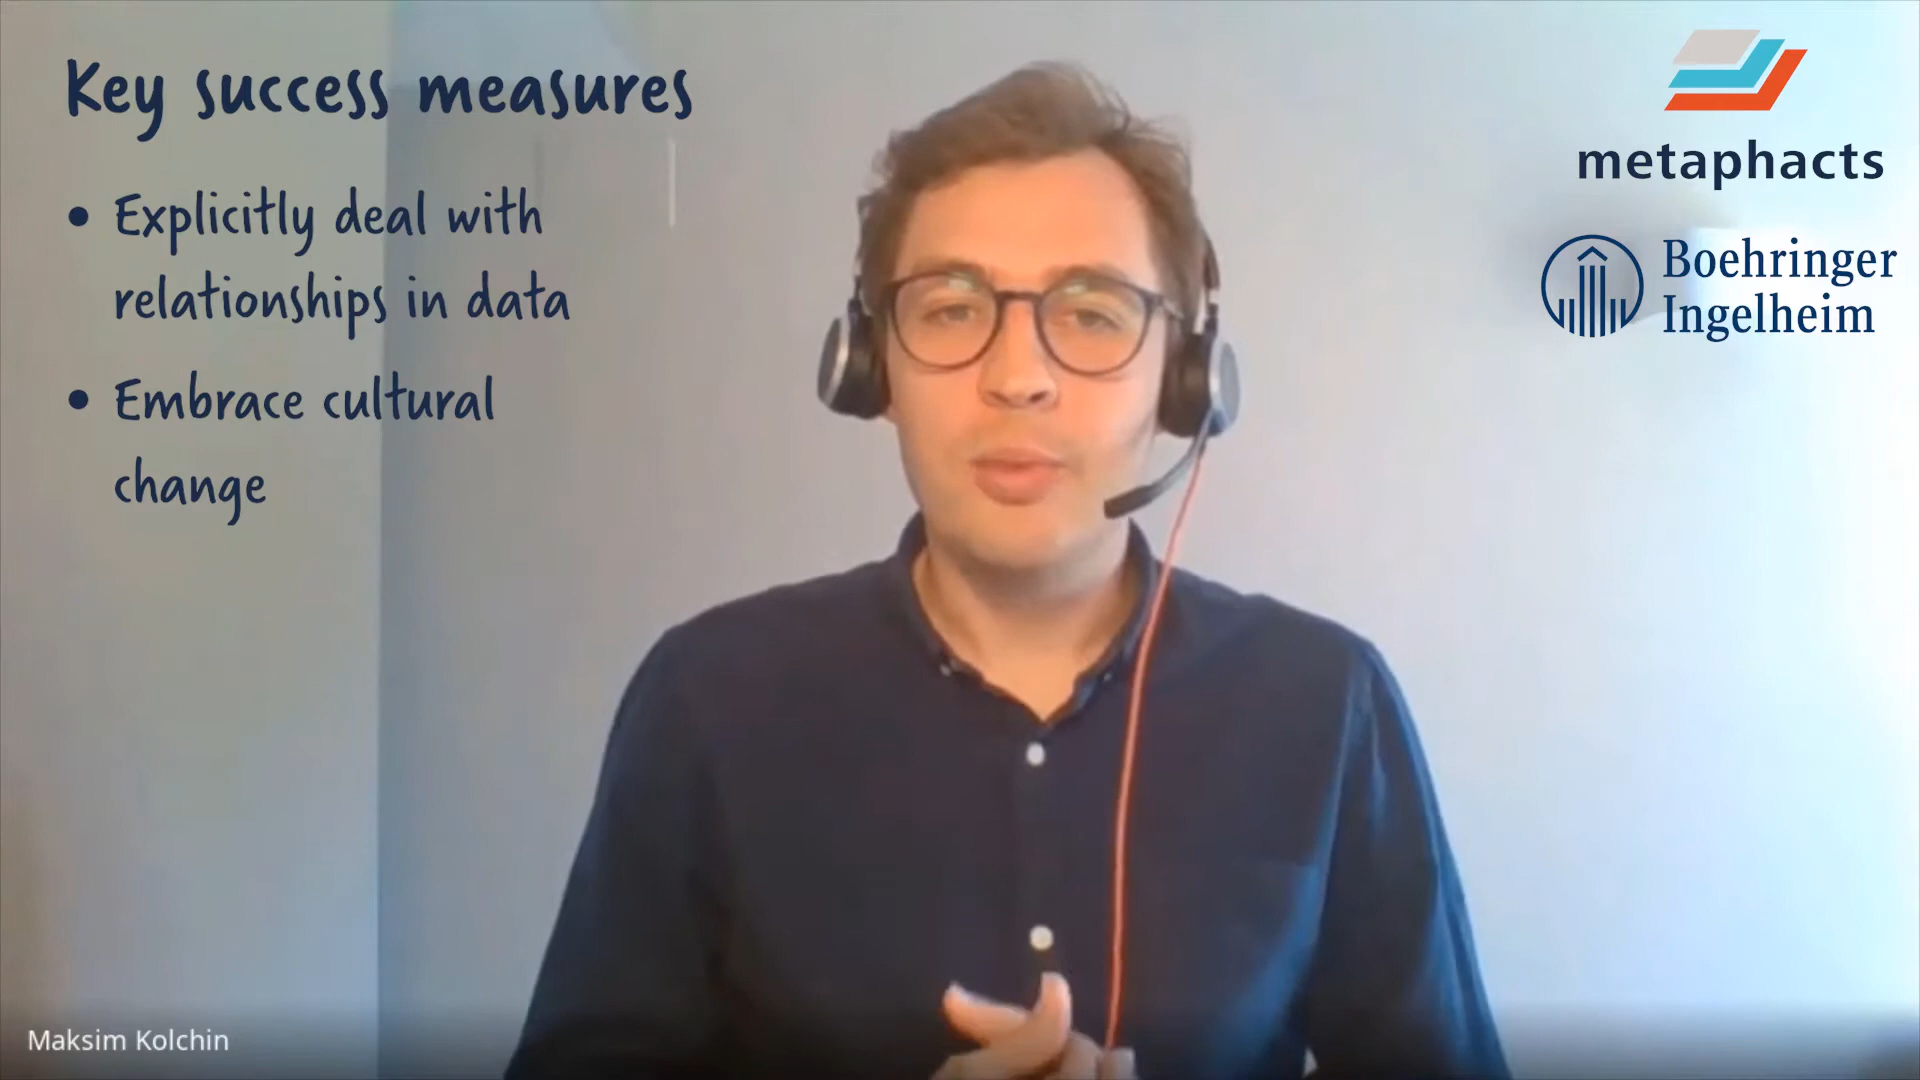 Key success measures
• Explicitly deal with
relationships in data
• Embrace cultural
change
metaphacts
Boehringer
Ingelheim
Maksim Kolchin